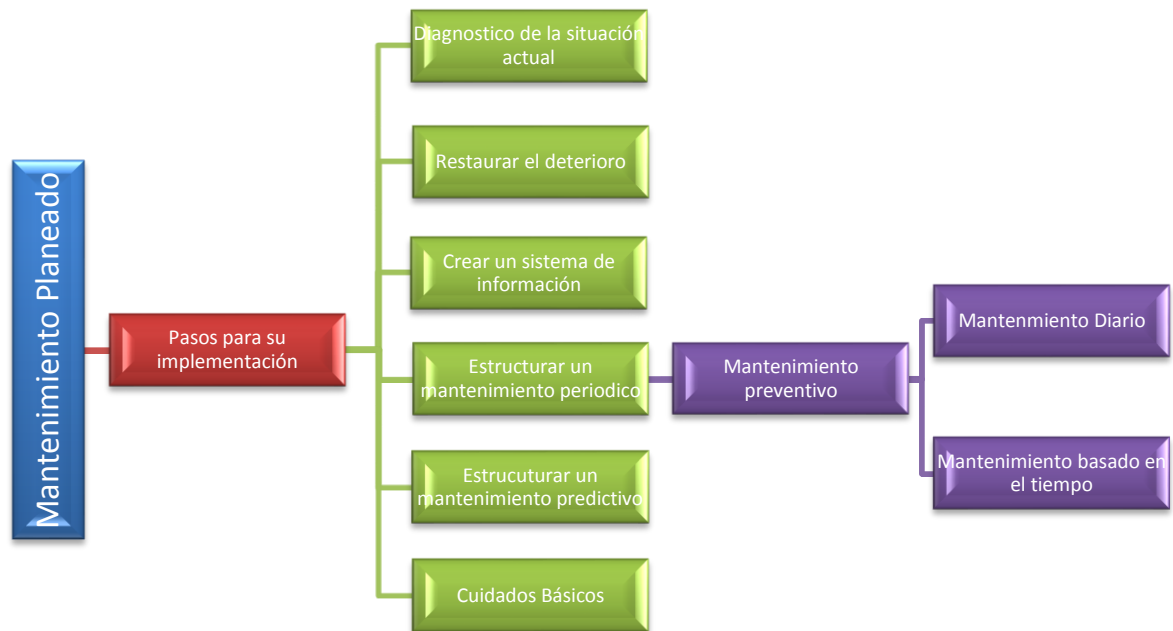 Mantenimiento Planeado
Pasos para su
implementación
Diagnostico de la situación
actual
Restaurar el deterioro
Crear un sistema de
información
Estructurar un
mantenimiento periodico
Estrucuturar un
mantenimiento predictivo
Cuidados Básicos
Mantenimiento
preventivo
Mantenmiento Diario
Mantenimiento basado en
el tiempo